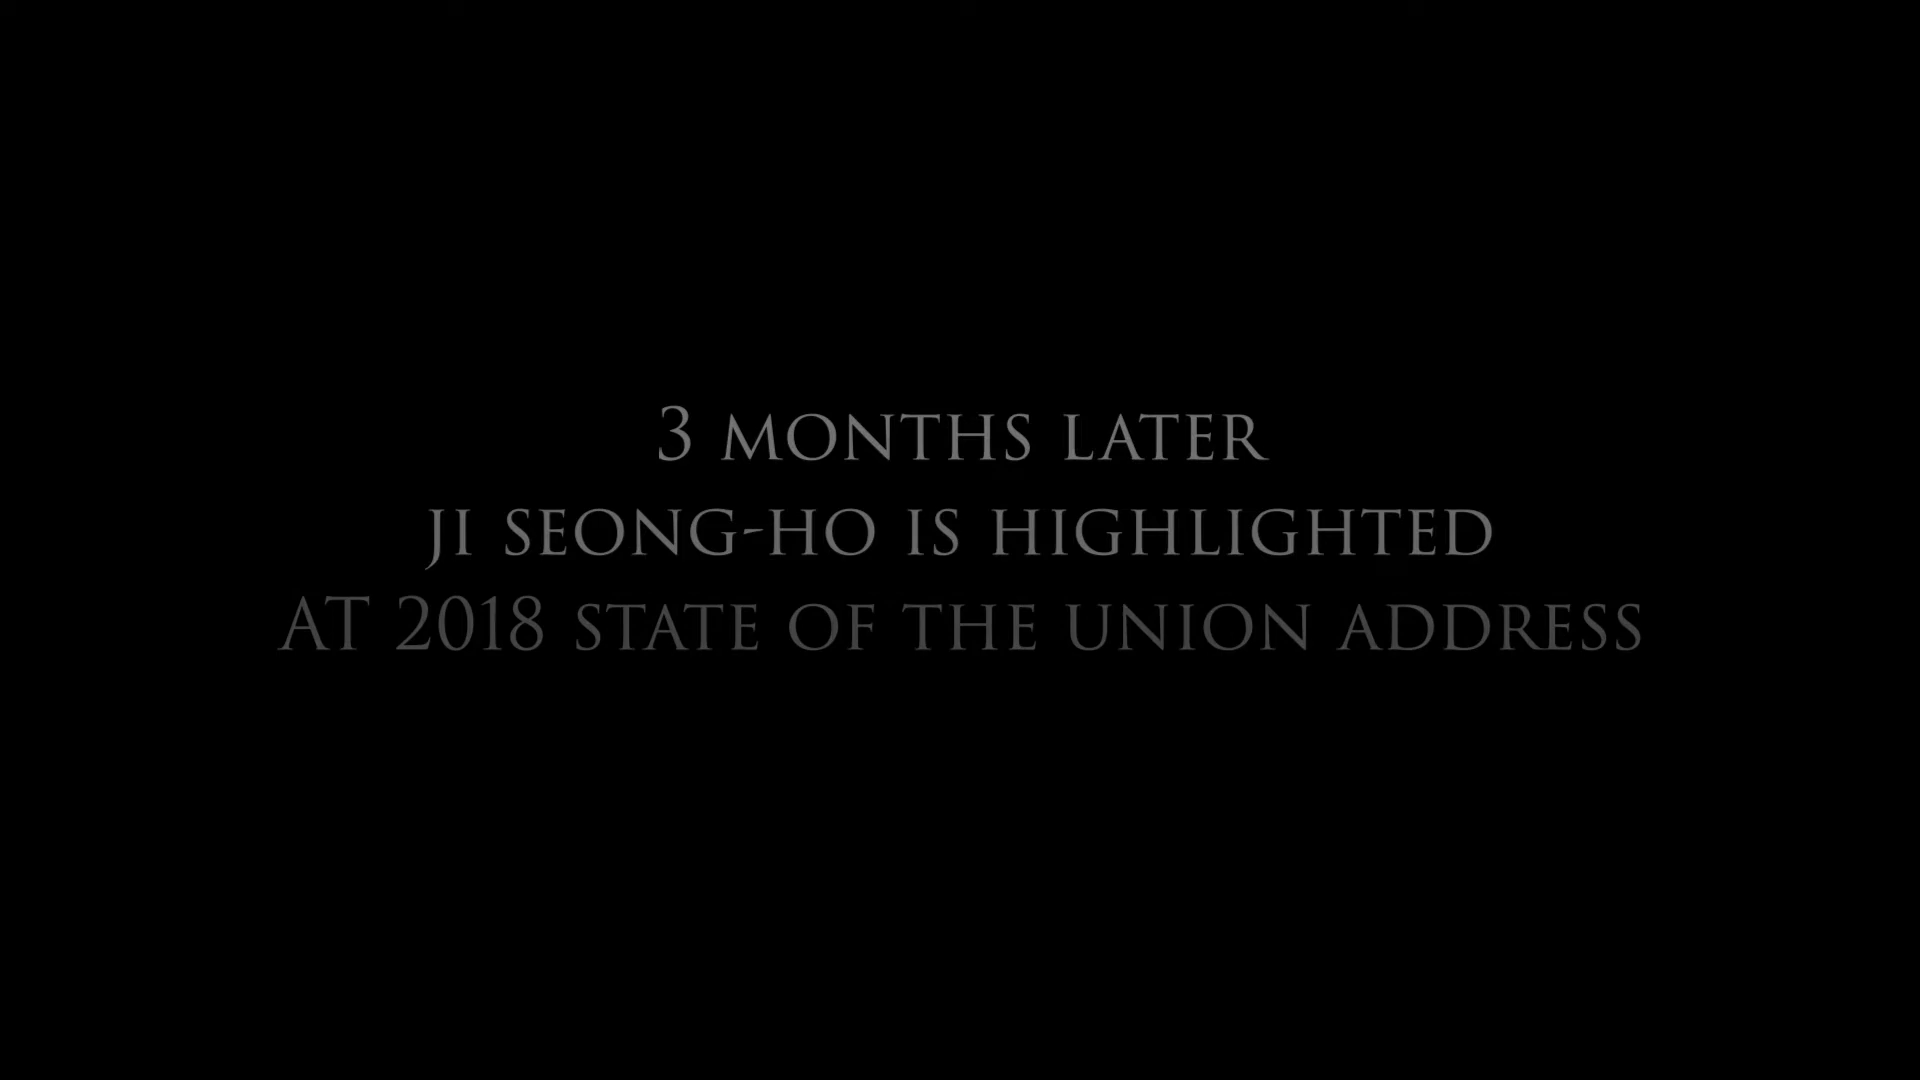 3 MONTHS LATER
JI SEONG-HO IS HIGHLIGHTED
AT 2018 STATE OF THE UNION ADDRESS